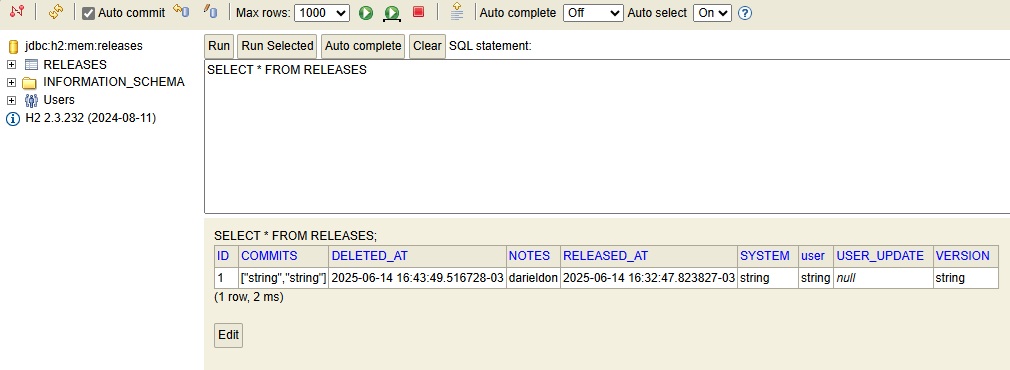 Auto commit Max rows: 1000 Auto complete Off Auto select On
jdbc:h2:mem:releases
RELEASES
INFORMATION_SCHEMA
Users
H2 2.3.232 (2024-08-11)
Run Run Selected Auto complete Clear SQL statement:
SELECT * FROM RELEASES
SELECT * FROM RELEASES;
ID COMMITS DELETED_AT NOTES RELEASED_AT SYSTEM user USER_UPDATE VERSION
1 ["string","string"] 2025-06-14 16:43:49.516728-03 darieldon 2025-06-14 16:32:47.823827-03 string string null string
(1 row, 2 ms)
Edit